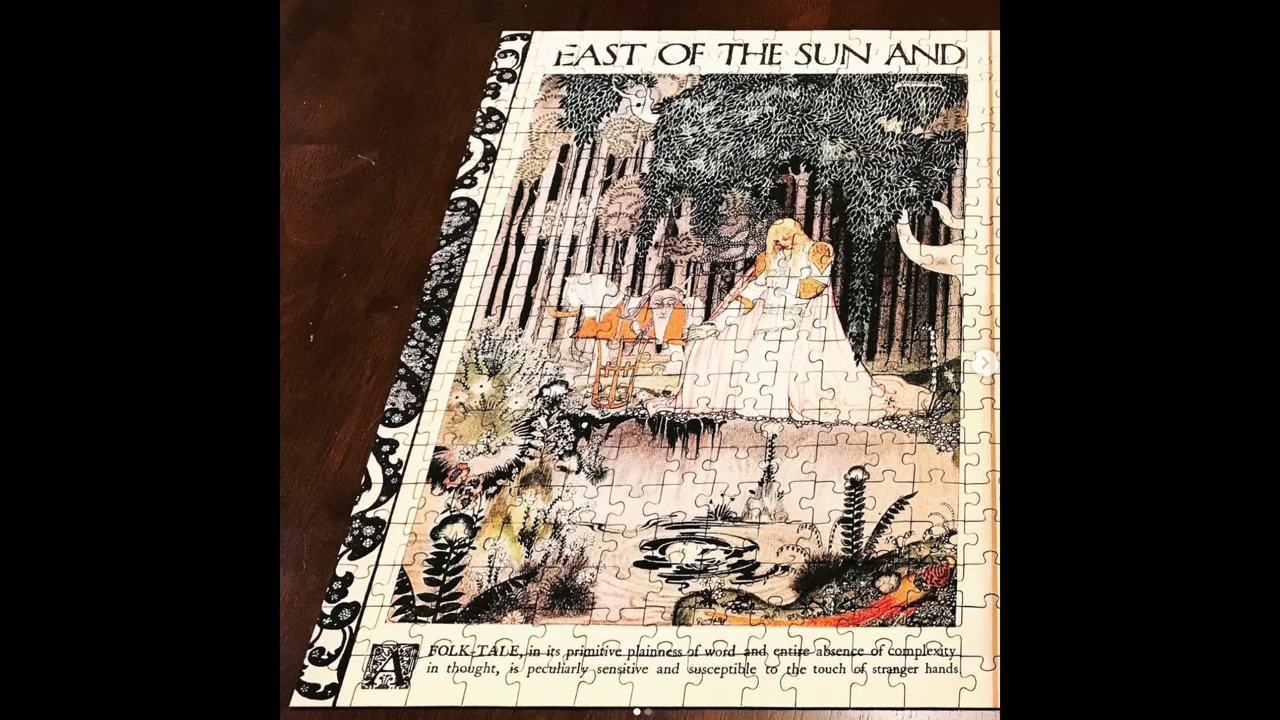 EAST OF THE SUN AND
A FOLK-TALE, in its primitive plainness of word and entire absence of complexity
in thought, is peculiarly sensitive and susceptible to the touch of stranger hands.